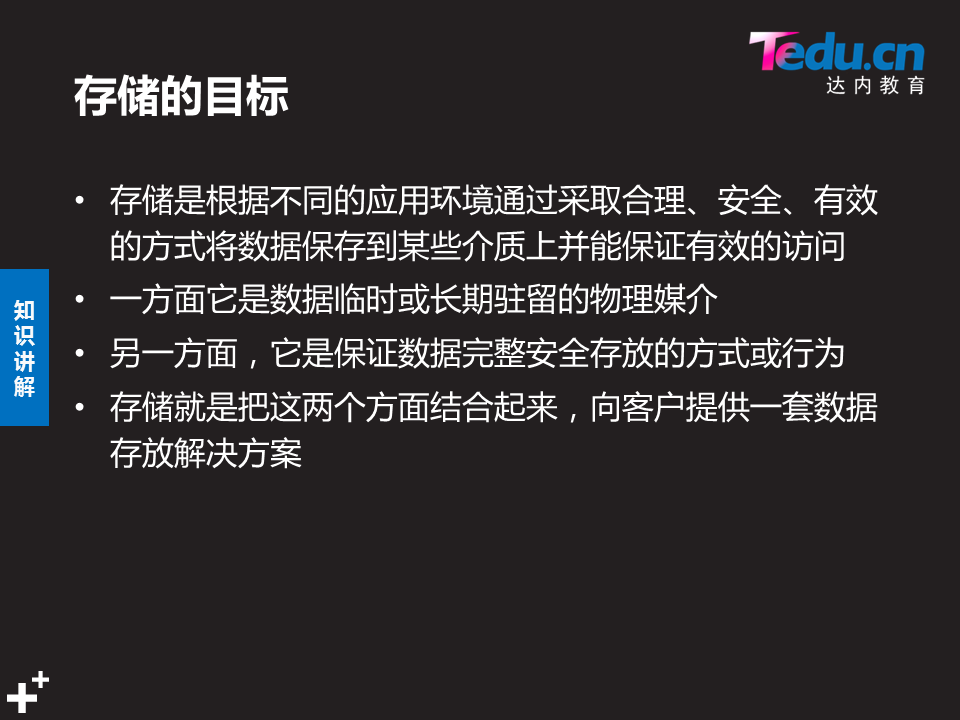 Tedu.cn
达内教育
存储的目标
• 存储是根据不同的应用环境通过采取合理、安全、有效
的方式将数据保存到某些介质上并能保证有效的访问
• 一方面它是数据临时或长期驻留的物理媒介
• 另一方面，它是保证数据完整安全存放的方式或行为
• 存储就是把这两个方面结合起来，向客户提供一套数据
存放解决方案
知
识
讲
解